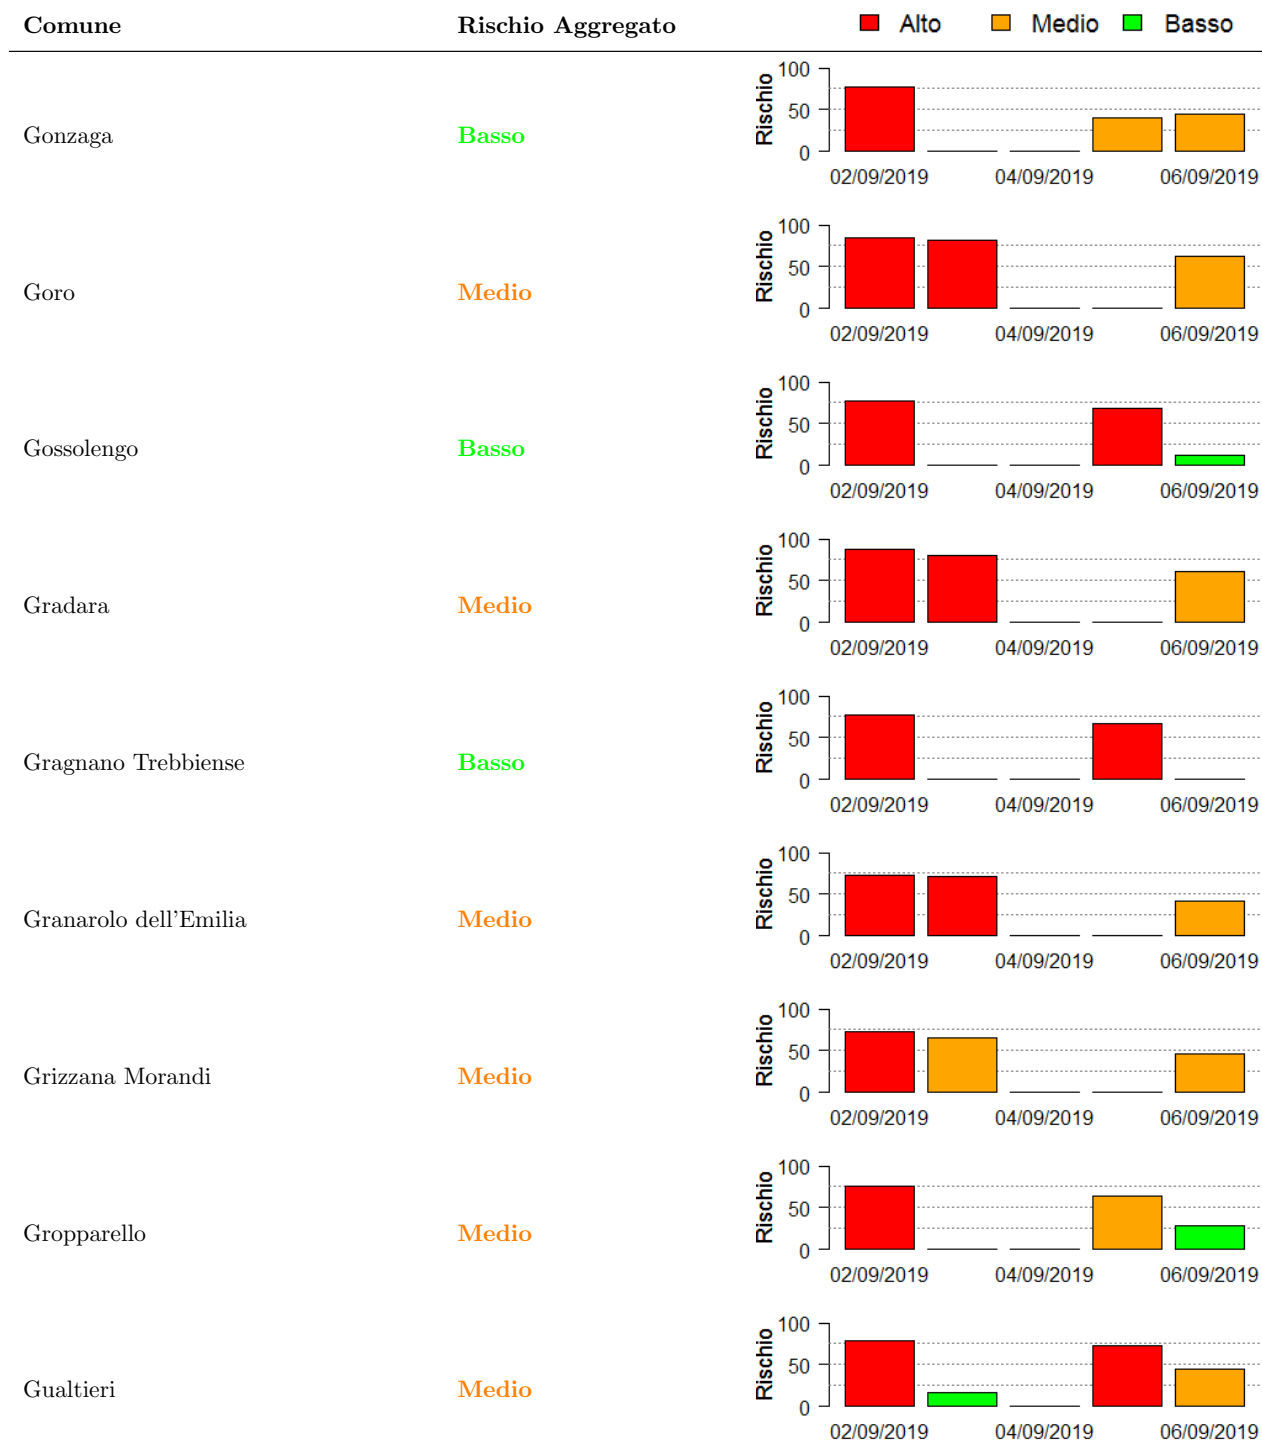 Comune Rischio Aggregato Alto Medio Basso
Gonzaga Basso Rischio 100 50 0
02/09/2019 04/09/2019 06/09/2019
Goro Medio Rischio 100 50 0
02/09/2019 04/09/2019 06/09/2019
Gossolengo Basso Rischio 100 50 0
02/09/2019 04/09/2019 06/09/2019
Gradara Medio Rischio 100 50 0
02/09/2019 04/09/2019 06/09/2019
Gragnano Trebbiense Basso Rischio 100 50 0
02/09/2019 04/09/2019 06/09/2019
Granarolo dell'Emilia Medio Rischio 100 50 0
02/09/2019 04/09/2019 06/09/2019
Grizzana Morandi Medio Rischio 100 50 0
02/09/2019 04/09/2019 06/09/2019
Gropparello Medio Rischio 100 50 0
02/09/2019 04/09/2019 06/09/2019
Gualtieri Medio Rischio 100 50 0
02/09/2019 04/09/2019 06/09/2019